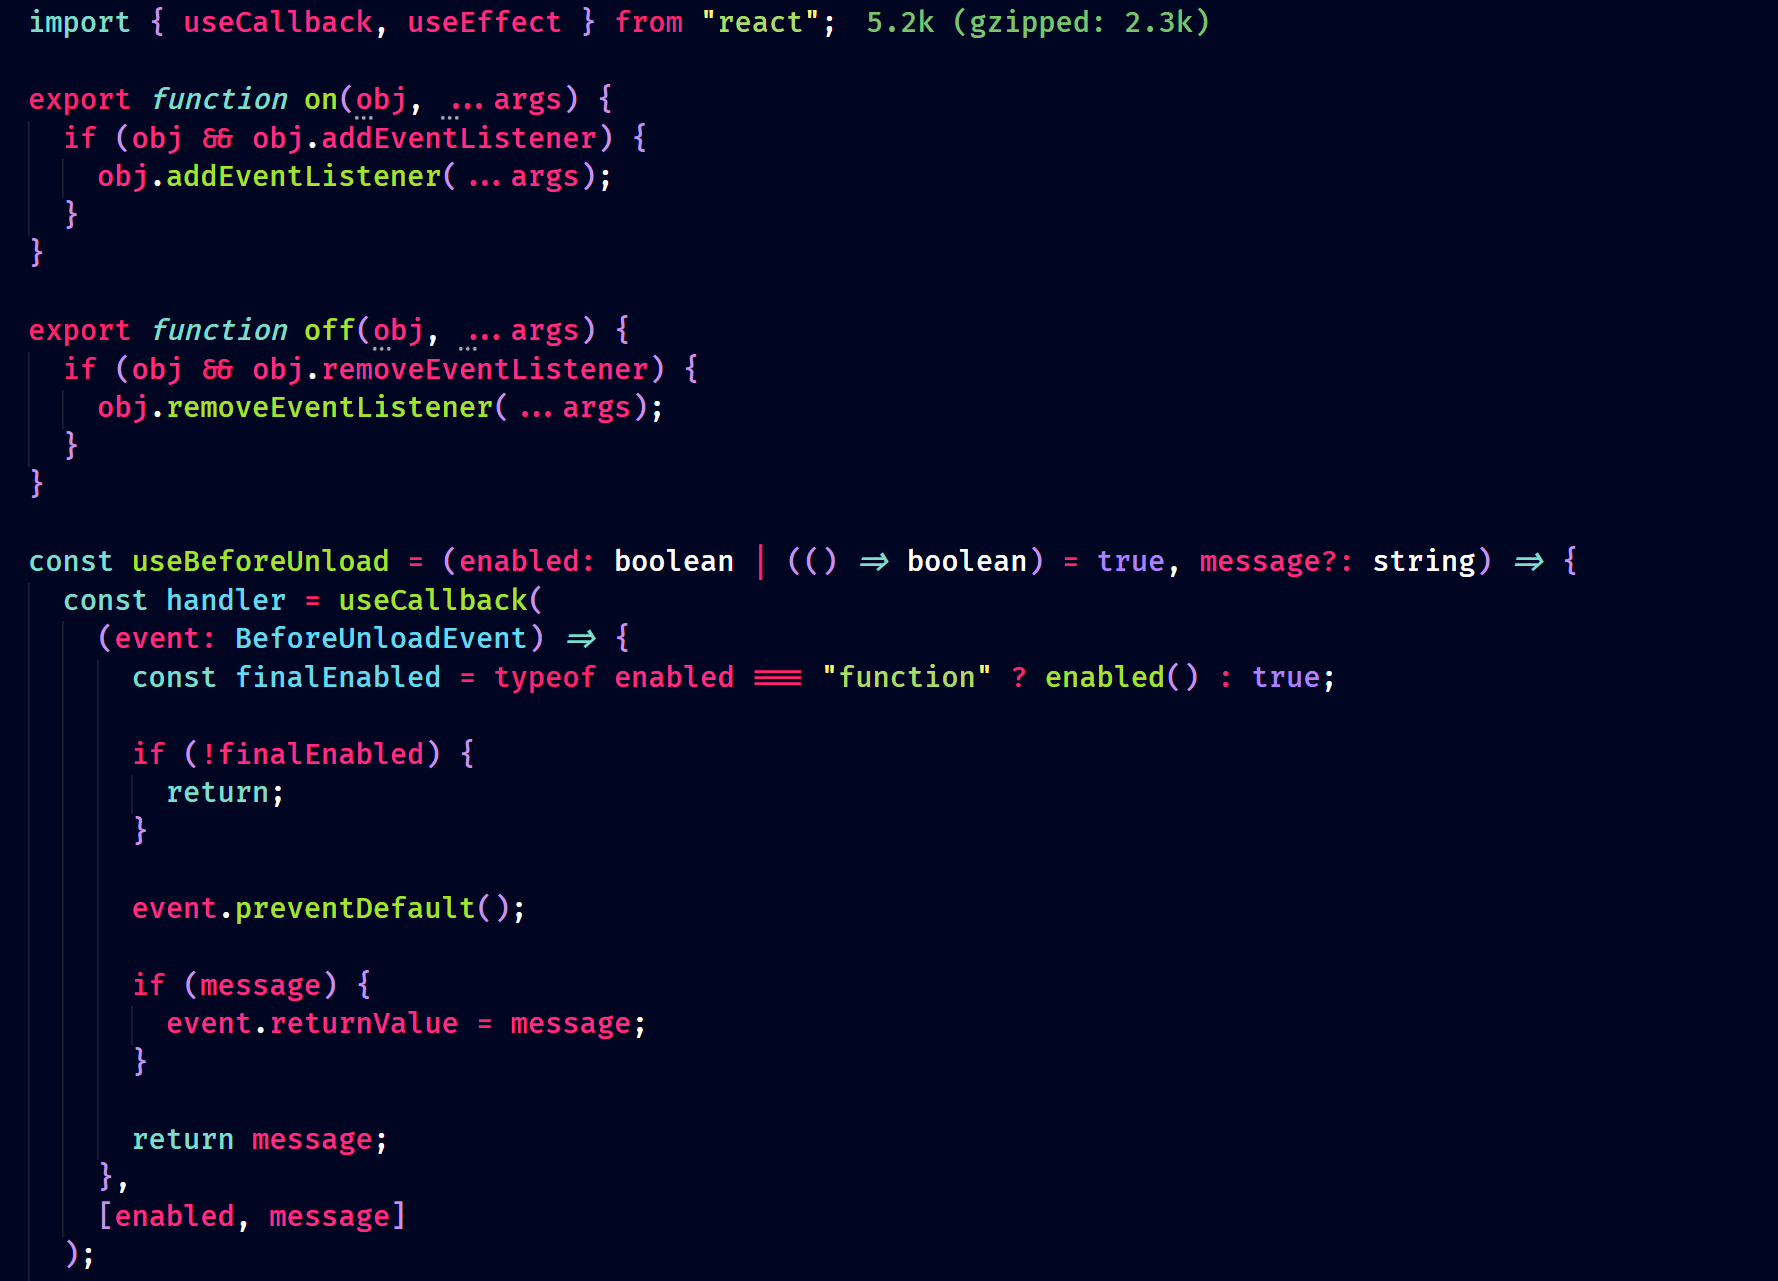 import { useCallback, useEffect } from "react"; 5.2k (gzipped: 2.3k)

export function on(obj, ...args) {
  if (obj && obj.addEventListener) {
    obj.addEventListener(...args);
  }
}

export function off(obj, ...args) {
  if (obj && obj.removeEventListener) {
    obj.removeEventListener(...args);
  }
}

const useBeforeUnload = (enabled: boolean | (() => boolean) = true, message?: string) => {
  const handler = useCallback(
    (event: BeforeUnloadEvent) => {
      const finalEnabled = typeof enabled === "function" ? enabled() : true;

      if (!finalEnabled) {
        return;
      }

      event.preventDefault();

      if (message) {
        event.returnValue = message;
      }

      return message;
    },
    [enabled, message]
  );